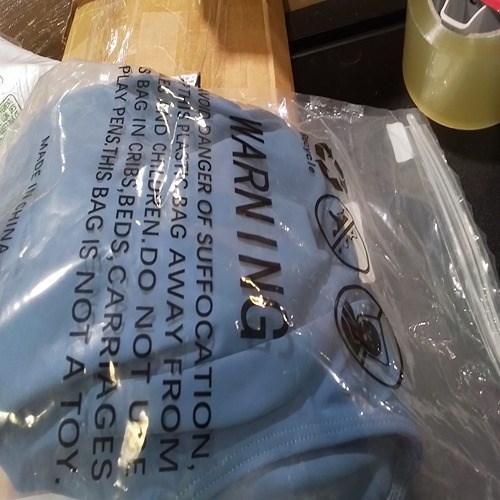 WARNING
AVOID DANGER OF SUFFOCATION,
THIS PLASTIC BAG AWAY FROM
AND CHILDREN.DO NOT USE
S BAG IN CRIBS,BEDS,CARRIAGES
PLAY PENS.THIS BAG IS NOT A TOY.
MADE IN CHINA